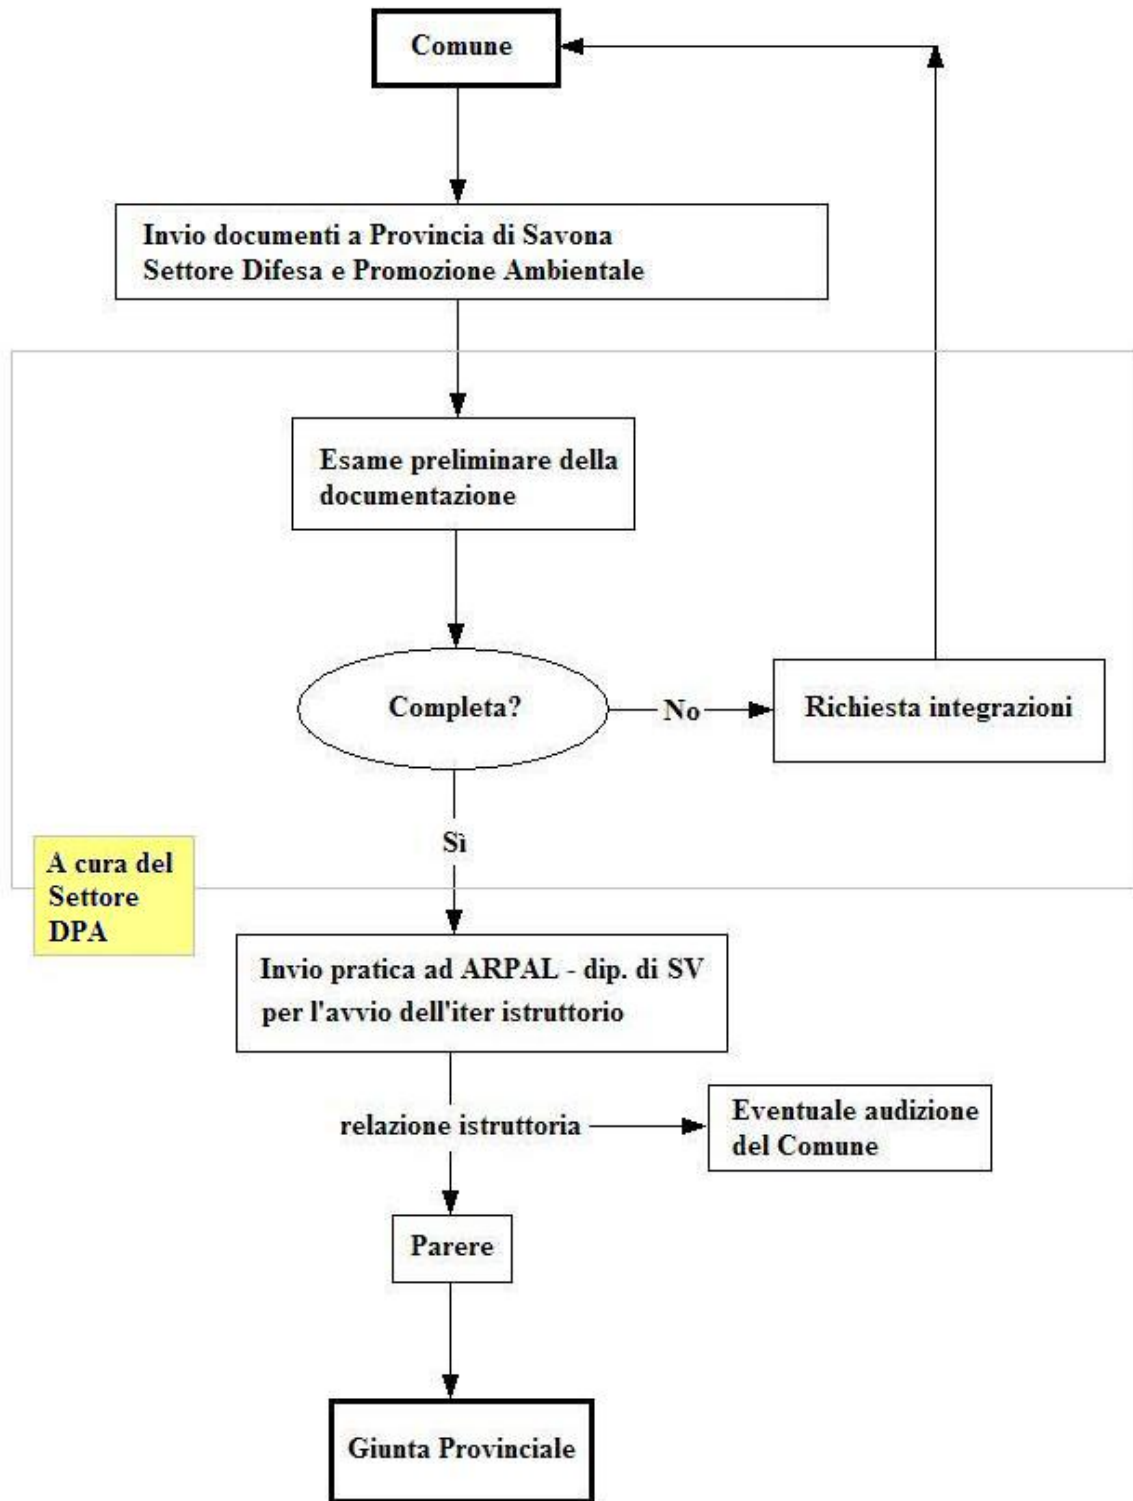 Comune
Invio documenti a Provincia di Savona
Settore Difesa e Promozione Ambientale
Esame preliminare della
documentazione
Completa?
No
Richiesta integrazioni
Sì
A cura del
Settore
DPA
Invio pratica ad ARPAL - dip. di SV
per l'avvio dell'iter istruttorio
relazione istruttoria
Eventuale audizione
del Comune
Parere
Giunta Provinciale